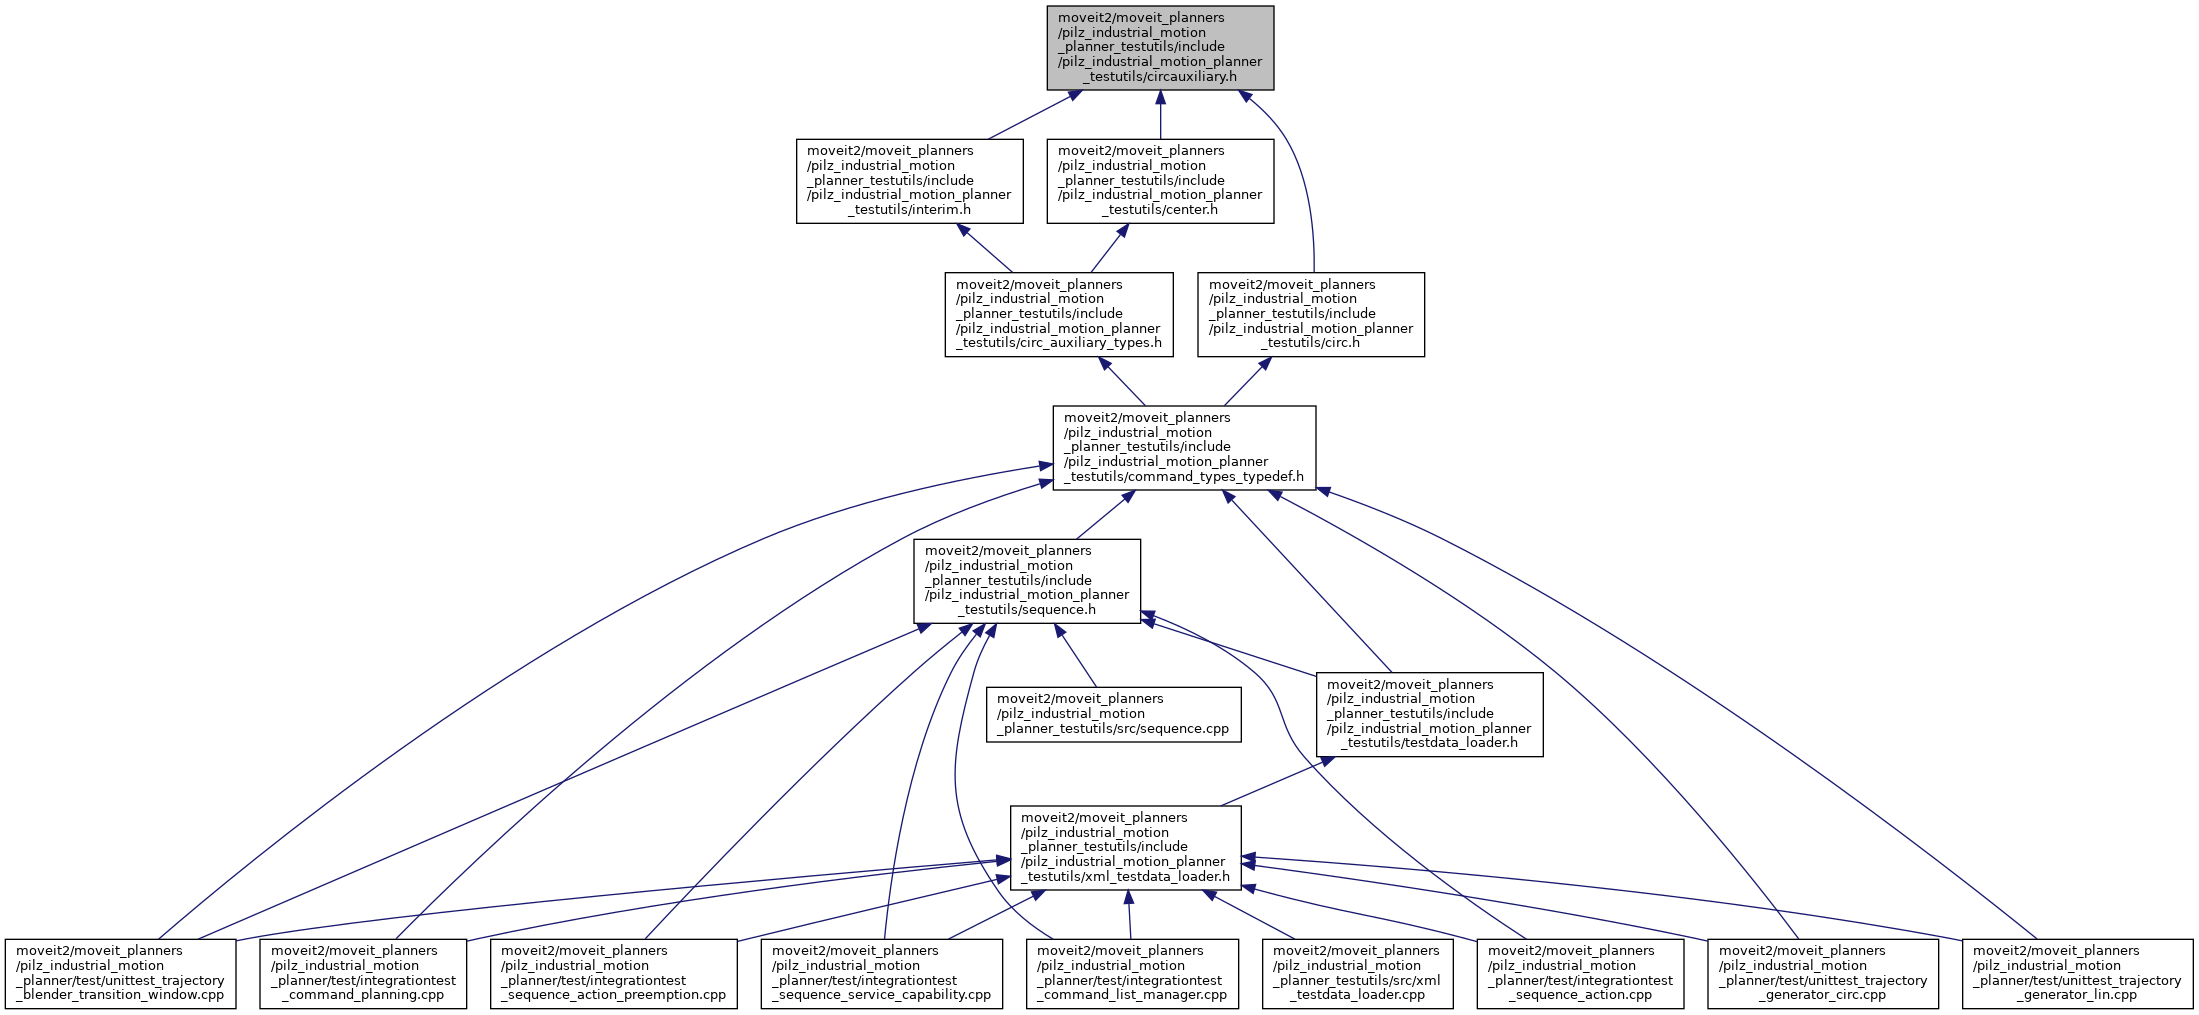 moveit2/moveit_planners
/pilz_industrial_motion
_planner_testutils/include
/pilz_industrial_motion_planner
_testutils/circauxiliary.h
moveit2/moveit_planners
/pilz_industrial_motion
_planner_testutils/include
/pilz_industrial_motion_planner
_testutils/interim.h
moveit2/moveit_planners
/pilz_industrial_motion
_planner_testutils/include
/pilz_industrial_motion_planner
_testutils/center.h
moveit2/moveit_planners
/pilz_industrial_motion
_planner_testutils/include
/pilz_industrial_motion_planner
_testutils/circ_auxiliary_types.h
moveit2/moveit_planners
/pilz_industrial_motion
_planner_testutils/include
/pilz_industrial_motion_planner
_testutils/circ.h
moveit2/moveit_planners
/pilz_industrial_motion
_planner_testutils/include
/pilz_industrial_motion_planner
_testutils/command_types_typedef.h
moveit2/moveit_planners
/pilz_industrial_motion
_planner_testutils/include
/pilz_industrial_motion_planner
_testutils/sequence.h
moveit2/moveit_planners
/pilz_industrial_motion
_planner_testutils/src/sequence.cpp
moveit2/moveit_planners
/pilz_industrial_motion
_planner_testutils/include
/pilz_industrial_motion_planner
_testutils/testdata_loader.h
moveit2/moveit_planners
/pilz_industrial_motion
_planner_testutils/include
/pilz_industrial_motion_planner
_testutils/xml_testdata_loader.h
moveit2/moveit_planners
/pilz_industrial_motion
_planner/test/unittest_trajectory
_blender_transition_window.cpp
moveit2/moveit_planners
/pilz_industrial_motion
_planner/test/integrationtest
_command_planning.cpp
moveit2/moveit_planners
/pilz_industrial_motion
_planner/test/integrationtest
_sequence_action_preemption.cpp
moveit2/moveit_planners
/pilz_industrial_motion
_planner/test/integrationtest
_sequence_service_capability.cpp
moveit2/moveit_planners
/pilz_industrial_motion
_planner/test/integrationtest
_command_list_manager.cpp
moveit2/moveit_planners
/pilz_industrial_motion
_planner_testutils/src/xml
_testdata_loader.cpp
moveit2/moveit_planners
/pilz_industrial_motion
_planner/test/integrationtest
_sequence_action.cpp
moveit2/moveit_planners
/pilz_industrial_motion
_planner/test/unittest_trajectory
_generator_circ.cpp
moveit2/moveit_planners
/pilz_industrial_motion
_planner/test/unittest_trajectory
_generator_lin.cpp